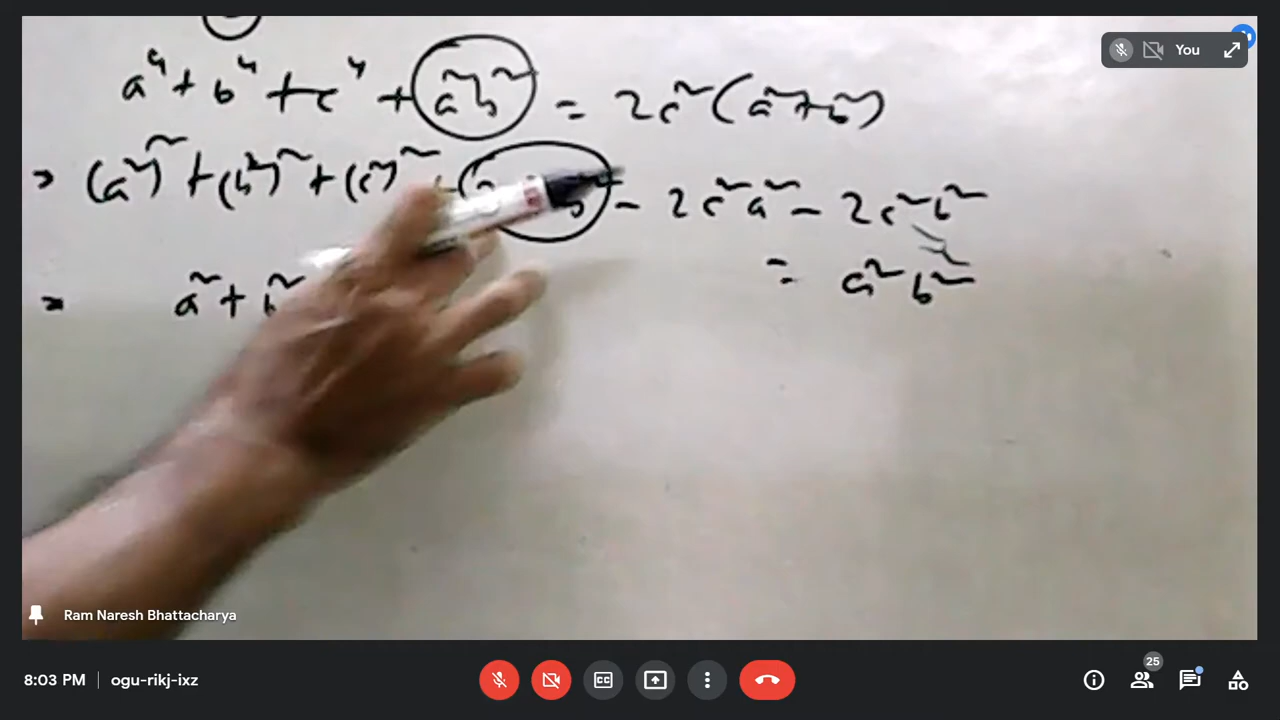 You
a⁴ + b⁴ + c⁴ + a²b² = 2c²(a²+b²)
⇒ (a²)² + (b²)² + (c²)² + - 2c²a² - 2c²b²
= a²b²
⇒ a² + b²
Ram Naresh Bhattacharya
8:03 PM | ogu-rikj-ixz
25